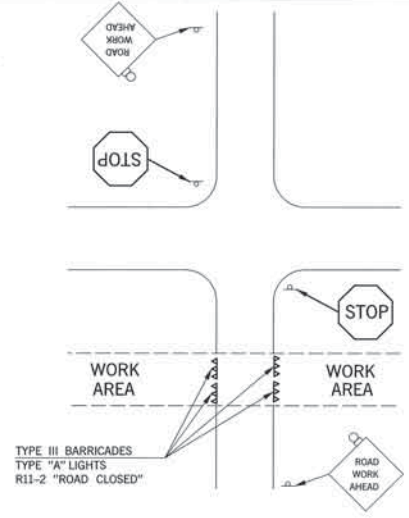 ROAD
WORK
AHEAD
STOP
STOP
WORK
AREA
WORK
AREA
TYPE III BARRICADES
TYPE "A" LIGHTS
R11-2 "ROAD CLOSED"
ROAD
WORK
AHEAD